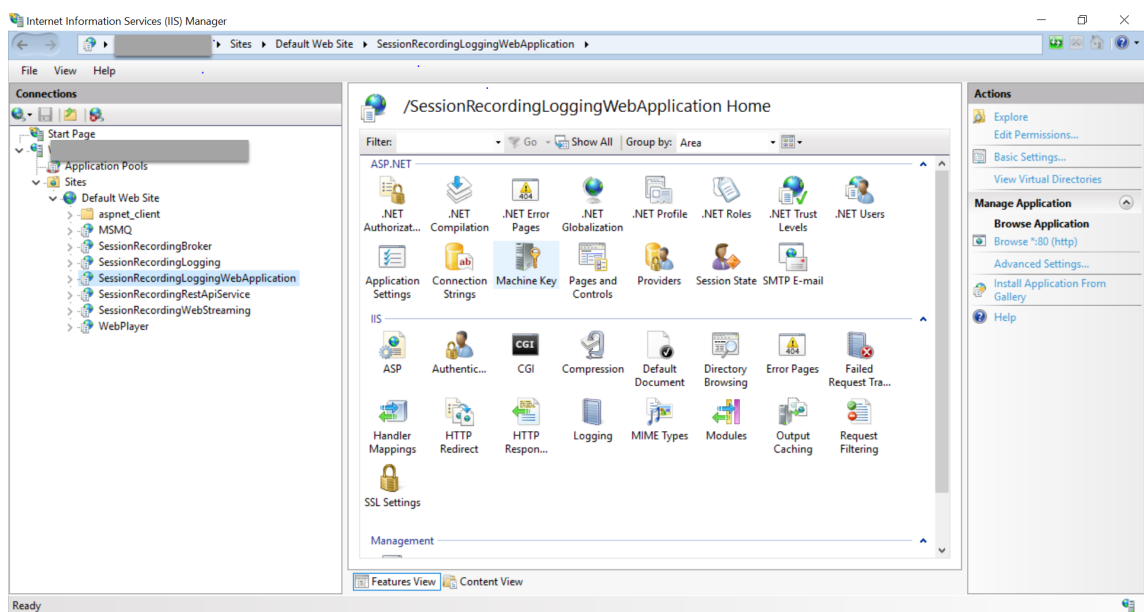 Internet Information Services (IIS) Manager
Sites Default Web Site SessionRecordingLoggingWebApplication
File View Help
Connections
Start Page
Application Pools
Sites
Default Web Site
aspnet_client
MSMQ
SessionRecordingBroker
SessionRecordingLogging
SessionRecordingLoggingWebApplication
SessionRecordingRestApiService
SessionRecordingWebStreaming
WebPlayer
/SessionRecordingLoggingWebApplication Home
Filter: Go Show All Group by: Area
ASP.NET
.NET Authorizat...
.NET Compilation
.NET Error Pages
.NET Globalization
.NET Profile
.NET Roles
.NET Trust Levels
.NET Users
Application Settings
Connection Strings
Machine Key
Pages and Controls
Providers
Session State
SMTP E-mail
IIS
ASP
Authentic...
CGI
CGI
Compression
Default Document
Directory Browsing
Error Pages
Failed Request Tra...
Handler Mappings
HTTP Redirect
HTTP Respon...
Logging
MIME Types
Modules
Output Caching
Request Filtering
SSL Settings
Management
Features View Content View
Actions
Explore
Edit Permissions...
Basic Settings...
View Virtual Directories
Manage Application
Browse Application
Browse *:80 (http)
Advanced Settings...
Install Application From
Gallery
Help
Ready